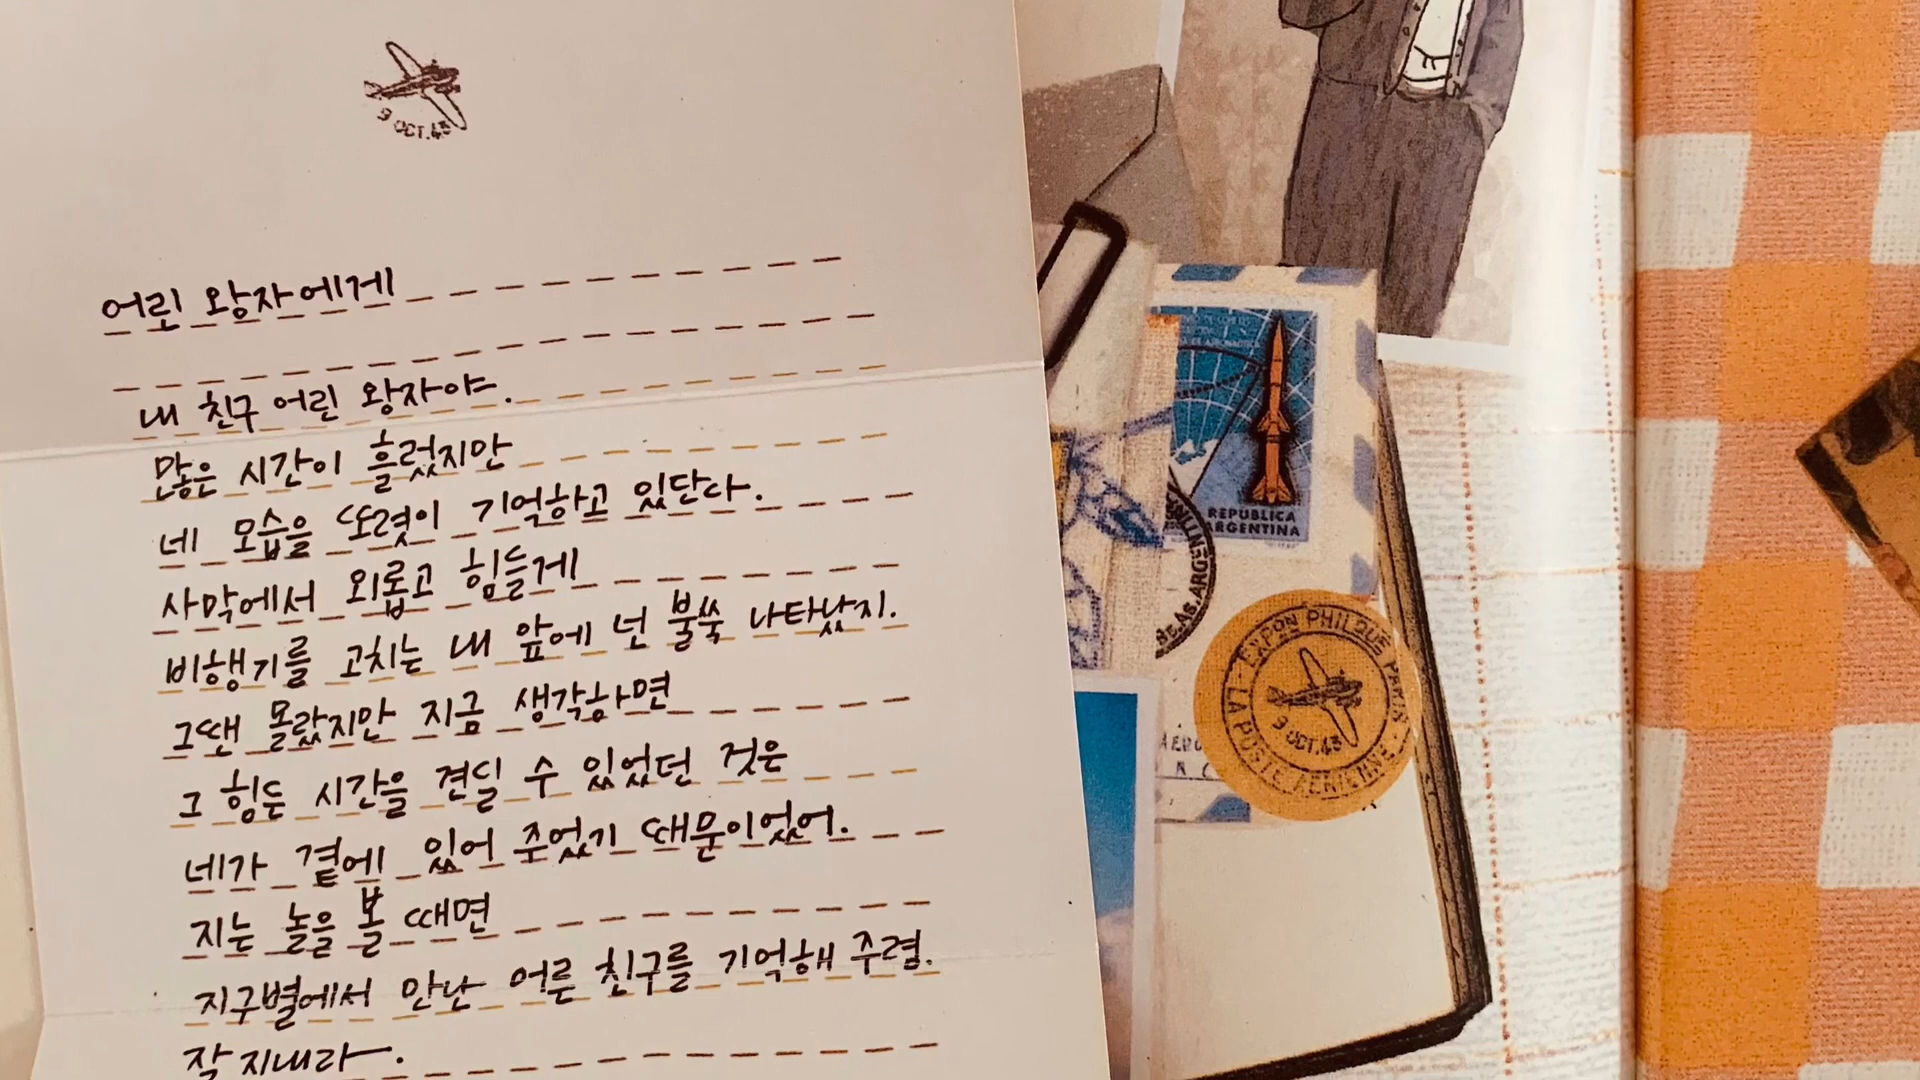 9 OCT.45
어린 왕자에게
내 친구 어린 왕자야.
많은 시간이 흘렀지만
네 모습을 또렷이 기억하고 있단다.
사막에서 외롭고 힘들게
비행기를 고치는 내 앞에 넌 불쑥 나타났지.
그땐 몰랐지만 지금 생각하면
그 힘든 시간을 견딜 수 있었던 것은
네가 곁에 있어 주었기 때문이었어.
지는 놀을 볼 때면
지구별에서 만난 어른 친구를 기억해 주렴.
잘 지내라.
REPUBLICA
ARGENTINA
BS.AS. ARGENTINA
EXPON PHILQUE PARIS
9 OCT.45
LA POSTE AERIENNE